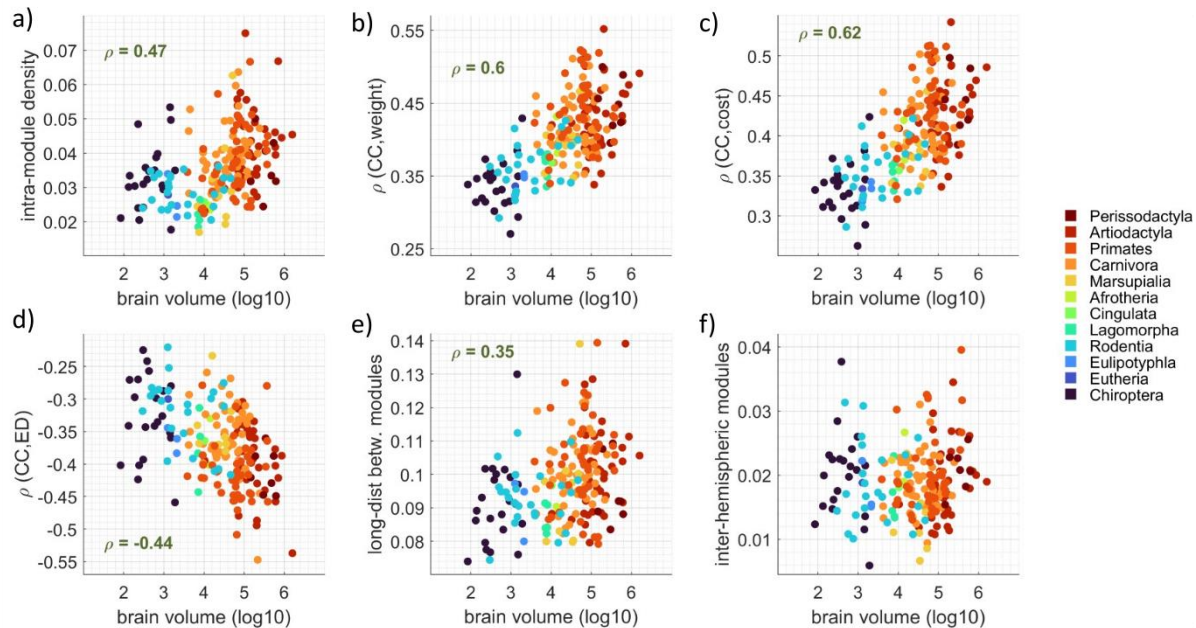 a)
intra-module density
0.07
0.06
0.05
0.04
0.03
0.02
ρ = 0.47
2 3 4 5 6
brain volume (log10)
b)
ρ (CC,weight)
0.55
0.45
0.35
0.25
ρ = 0.6
2 3 4 5 6
brain volume (log10)
c)
ρ (CC,cost)
0.5
0.4
0.3
ρ = 0.62
2 3 4 5 6
brain volume (log10)
d)
ρ (CC,ED)
-0.25
-0.3
-0.35
-0.4
-0.45
-0.5
-0.55
ρ = -0.44
2 3 4 5 6
brain volume (log10)
e)
long-dist betw. modules
0.14
0.13
0.12
0.11
0.1
0.09
0.08
ρ = 0.35
2 3 4 5 6
brain volume (log10)
f)
inter-hemispheric modules
0.04
0.03
0.02
0.01
2 3 4 5 6
brain volume (log10)
Perissodactyla
Artiodactyla
Primates
Carnivora
Marsupialia
Afrotheria
Cingulata
Lagomorpha
Rodentia
Eulipotyphla
Eutheria
Chiroptera